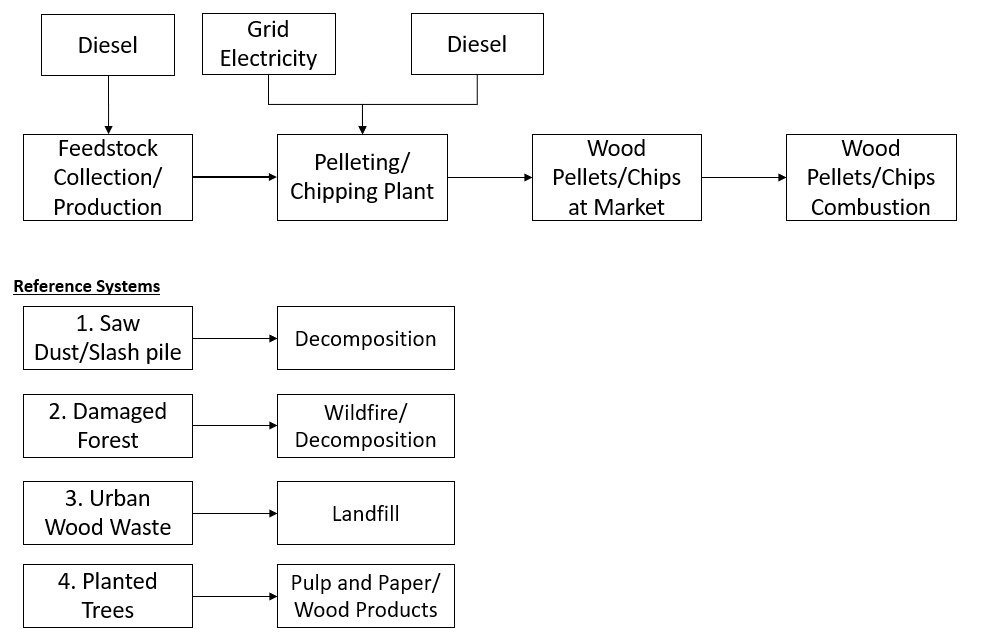 Diesel
Grid
Electricity
Diesel
Feedstock
Collection/
Production
Pelleting/
Chipping Plant
Wood
Pellets/Chips
at Market
Wood
Pellets/Chips
Combustion
Reference Systems
1. Saw
Dust/Slash pile
Decomposition
2. Damaged
Forest
Wildfire/
Decomposition
3. Urban
Wood Waste
Landfill
4. Planted
Trees
Pulp and Paper/
Wood Products